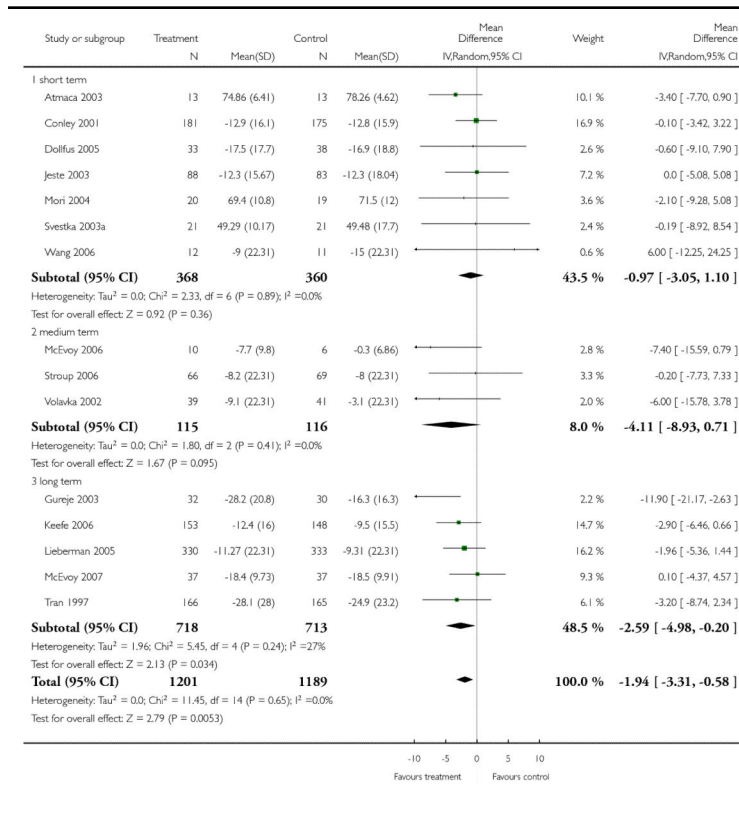 Study or subgroup Treatment Control Mean Difference Weight Mean Difference
N Mean(SD) N Mean(SD) IV,Random,95% CI IV,Random,95% CI
1 short term
Atmaca 2003 13 74.86 (6.41) 13 78.26 (4.62) 10.1 % -3.40 [ -7.70, 0.90 ]
Conley 2001 181 -12.9 (16.1) 175 -12.8 (15.9) 16.9 % -0.10 [ -3.42, 3.22 ]
Dollfus 2005 33 -17.5 (17.7) 38 -16.9 (18.8) 2.6 % -0.60 [ -9.10, 7.90 ]
Jeste 2003 88 -12.3 (15.67) 83 -12.3 (18.04) 7.2 % 0.0 [ -5.08, 5.08 ]
Mori 2004 20 69.4 (10.8) 19 71.5 (12) 3.6 % -2.10 [ -9.28, 5.08 ]
Svestka 2003a 21 49.29 (10.17) 21 49.48 (17.7) 2.4 % -0.19 [ -8.92, 8.54 ]
Wang 2006 12 -9 (22.31) 11 -15 (22.31) 0.6 % 6.00 [ -12.25, 24.25 ]
Subtotal (95% CI) 368 360 43.5 % -0.97 [ -3.05, 1.10 ]
Heterogeneity: Tau² = 0.0; Chi² = 2.33, df = 6 (P = 0.89); I² =0.0%
Test for overall effect: Z = 0.92 (P = 0.36)
2 medium term
McEvoy 2006 10 -7.7 (9.8) 6 -0.3 (6.86) 2.8 % -7.40 [ -15.59, 0.79 ]
Stroup 2006 66 -8.2 (22.31) 69 -8 (22.31) 3.3 % -0.20 [ -7.73, 7.33 ]
Volavka 2002 39 -9.1 (22.31) 41 -3.1 (22.31) 2.0 % -6.00 [ -15.78, 3.78 ]
Subtotal (95% CI) 115 116 8.0 % -4.11 [ -8.93, 0.71 ]
Heterogeneity: Tau² = 0.0; Chi² = 1.80, df = 2 (P = 0.41); I² =0.0%
Test for overall effect: Z = 1.67 (P = 0.095)
3 long term
Gureje 2003 32 -28.2 (20.8) 30 -16.3 (16.3) 2.2 % -11.90 [ -21.17, -2.63 ]
Keefe 2006 153 -12.4 (16) 148 -9.5 (15.5) 14.7 % -2.90 [ -6.46, 0.66 ]
Lieberman 2005 330 -11.27 (22.31) 333 -9.31 (22.31) 16.2 % -1.96 [ -5.36, 1.44 ]
McEvoy 2007 37 -18.4 (9.73) 37 -18.5 (9.91) 9.3 % 0.10 [ -4.37, 4.57 ]
Tran 1997 166 -28.1 (28) 165 -24.9 (23.2) 6.1 % -3.20 [ -8.74, 2.34 ]
Subtotal (95% CI) 718 713 48.5 % -2.59 [ -4.98, -0.20 ]
Heterogeneity: Tau² = 1.96; Chi² = 5.45, df = 4 (P = 0.24); I² =27%
Test for overall effect: Z = 2.13 (P = 0.034)
Total (95% CI) 1201 1189 100.0 % -1.94 [ -3.31, -0.58 ]
Heterogeneity: Tau² = 0.0; Chi² = 11.45, df = 14 (P = 0.65); I² =0.0%
Test for overall effect: Z = 2.79 (P = 0.0053)
-10 -5 0 5 10
Favours treatment Favours control